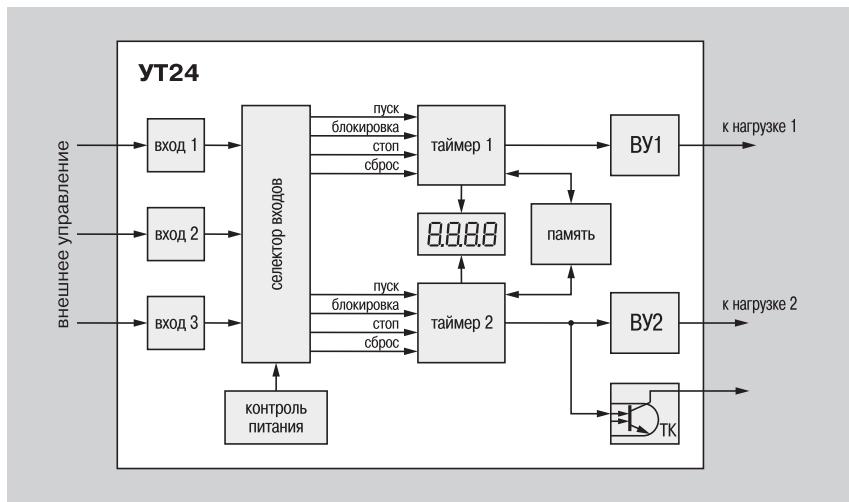 УТ24
внешнее управление
вход 1
вход 2
вход 3
селектор входов
контроль
питания
пуск
блокировка
стоп
сброс
таймер 1
8.8.8.8
память
пуск
блокировка
стоп
сброс
таймер 2
ВУ1
к нагрузке 1
ВУ2
к нагрузке 2
ТК